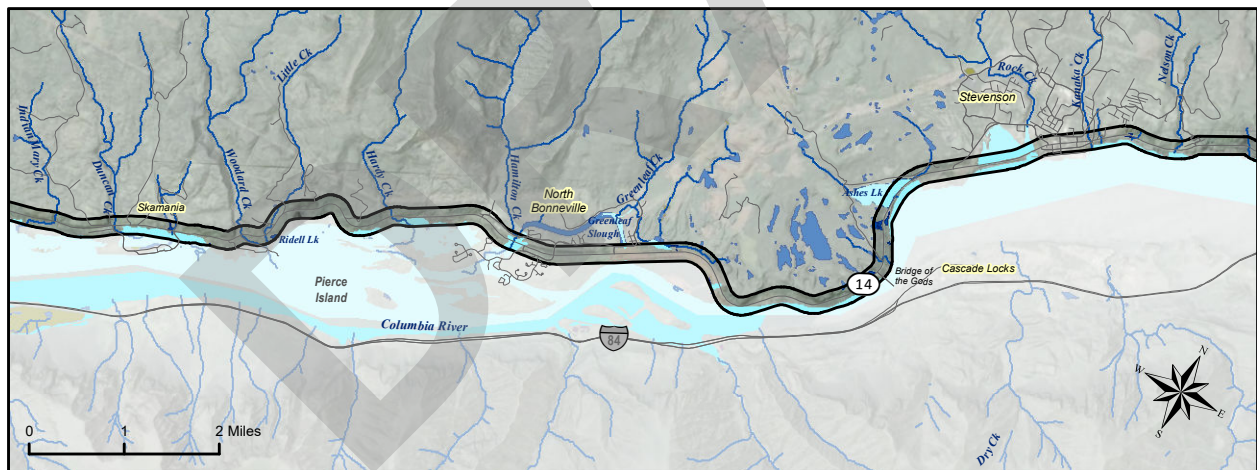 Indian Mary Ck
Duncan Ck
Skamania
Woodard Ck
Little Ck
Ridell Lk
Hardy Ck
Hamilton Ck
North
Bonneville
Greenleaf Ck
Greenleaf
Slough
Ashes Lk
Rock Ck
Stevenson
Kanaka Ck
Nelson Ck
Pierce
Island
Columbia River
84
14
Bridge of
the Gods
Cascade Locks
Dry Ck
0 1 2 Miles
N
W
E
S